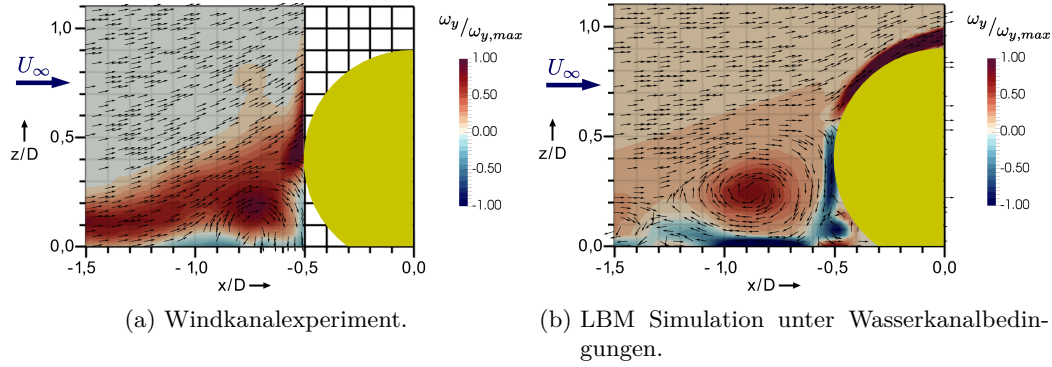 1,0
0,5
0,0
z/D
U∞
-1,5
- 1,0
-0,5
0,0
x/D
ωy/ωy,max
1.00
0.50
0.00
-0.50
-1.00
(a) Windkanalexperiment.
1,0
0,5
0,0
z/D
U∞
-1,5
-1,0
-0,5
0,0
x/D
ωy/ωy,max
1.00
0.50
0.00
-0.50
-1.00
(b) LBM Simulation unter Wasserkanalbedin-
gungen.